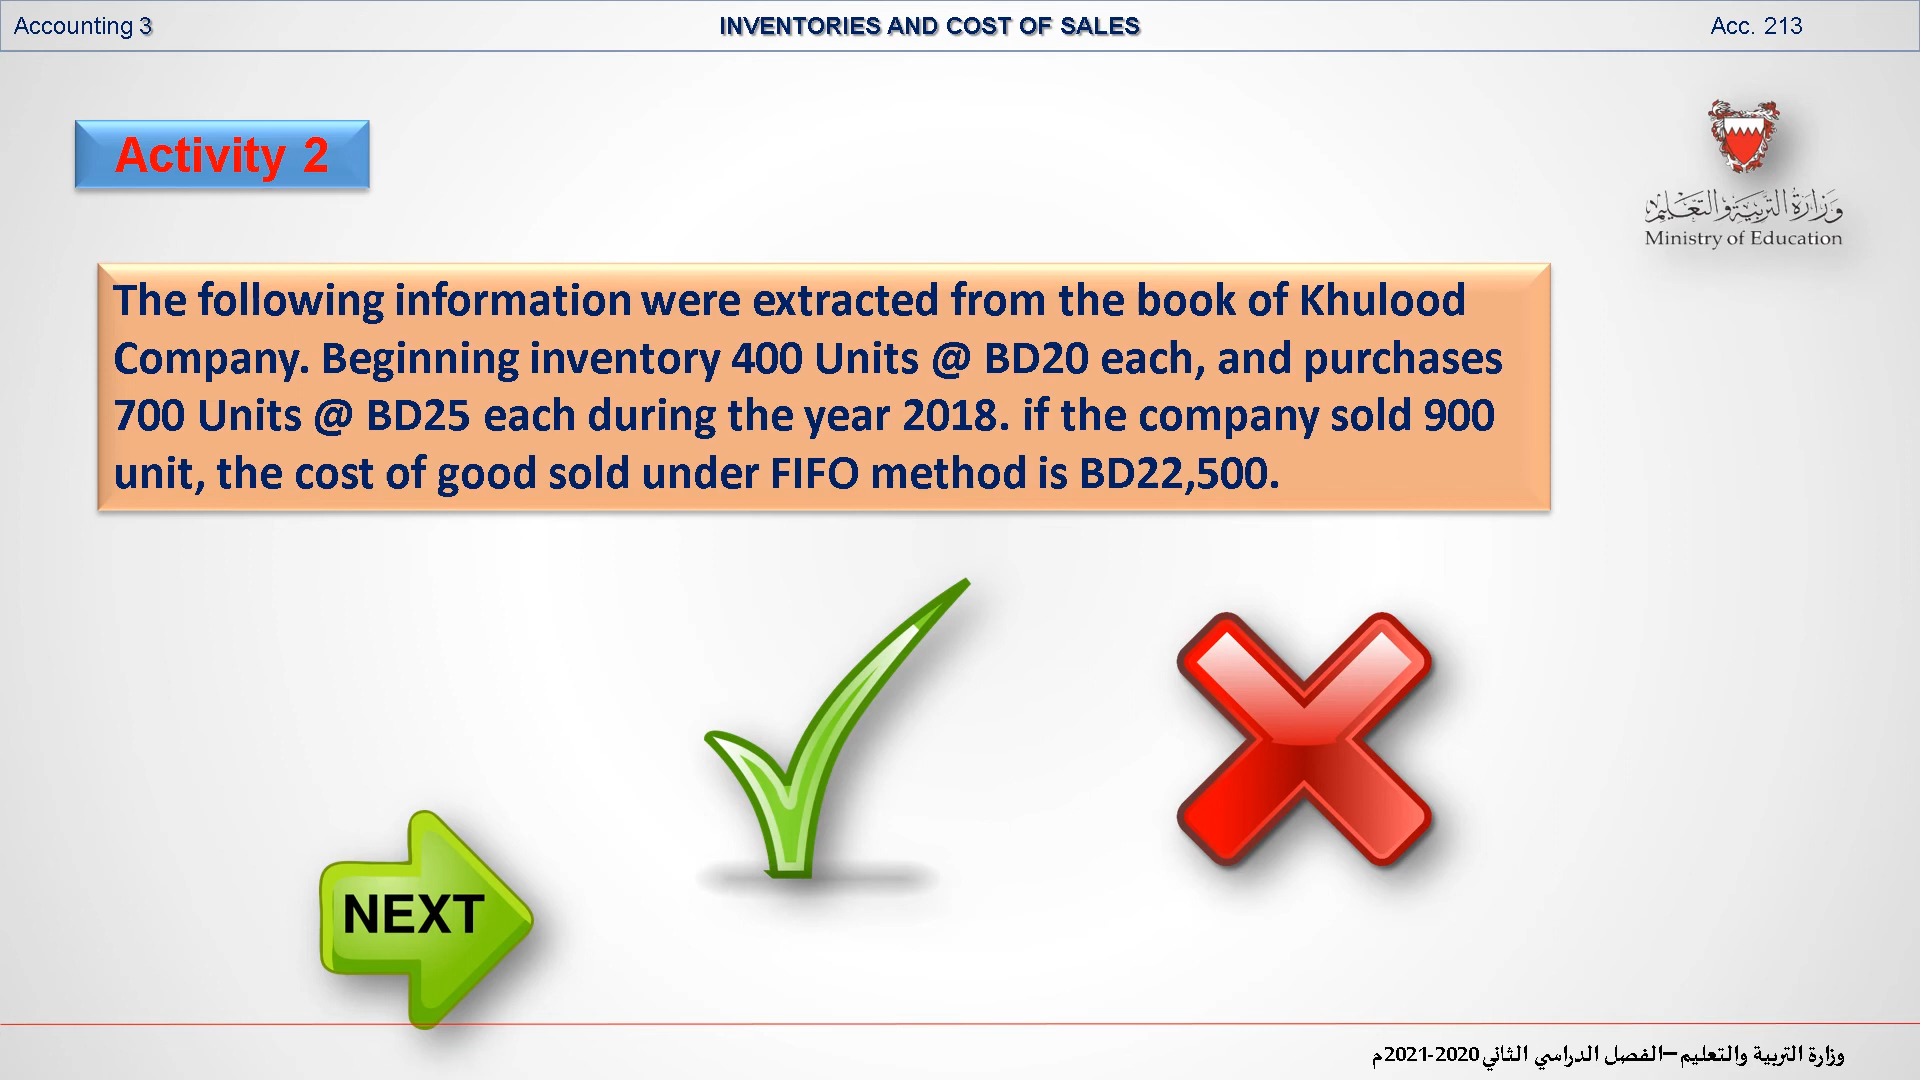 Accounting 3
INVENTORIES AND COST OF SALES
Acc. 213
Activity 2
وزارة التربية والتعليم
Ministry of Education
The following information were extracted from the book of Khulood
Company. Beginning inventory 400 Units @ BD20 each, and purchases
700 Units @ BD25 each during the year 2018. if the company sold 900
unit, the cost of good sold under FIFO method is BD22,500.
NEXT
وزارة التربية والتعليم –الفصل الدراسي الثاني 2020-2021م